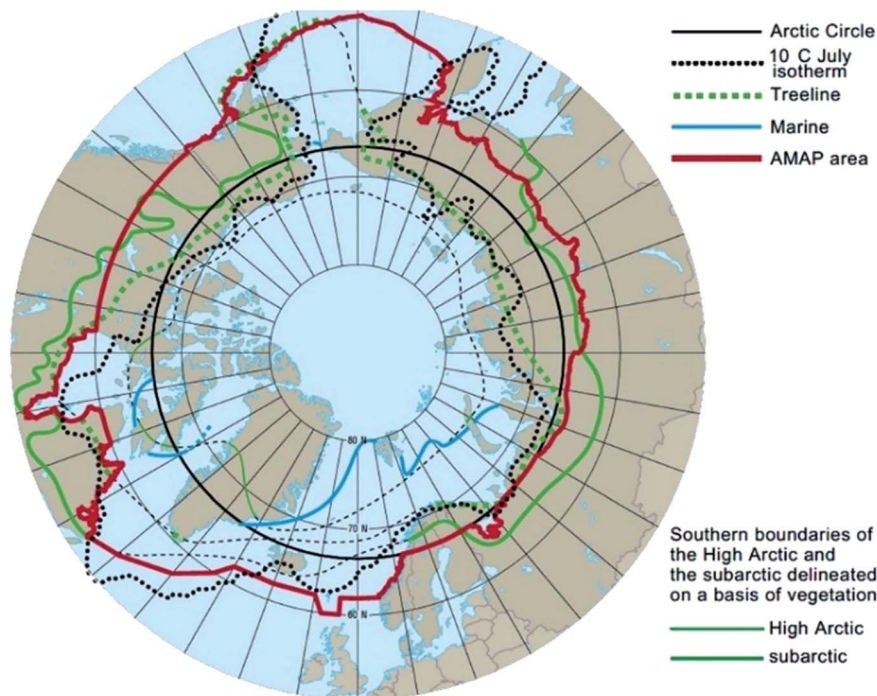 Arctic Circle
10 C July
isotherm
Treeline
Marine
AMAP area
80 N
70 N
60 N
Southern boundaries of
the High Arctic and
the subarctic delineated
on a basis of vegetation
High Arctic
subarctic